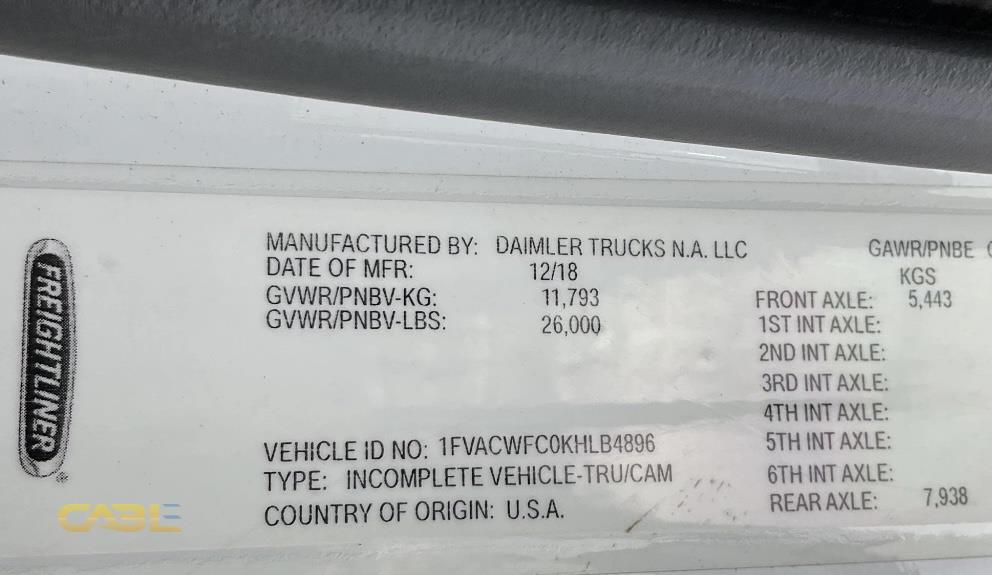 FREIGHTLINER
MANUFACTURED BY: DAIMLER TRUCKS N.A. LLC
DATE OF MFR: 12/18
GVWR/PNBV-KG: 11,793
GVWR/PNBV-LBS: 26,000
VEHICLE ID NO: 1FVACWFC0KHLB4896
TYPE: INCOMPLETE VEHICLE-TRU/CAM
COUNTRY OF ORIGIN: U.S.A.
GAWR/PNBE
KGS
FRONT AXLE: 5,443
1ST INT AXLE:
2ND INT AXLE:
3RD INT AXLE:
4TH INT AXLE:
5TH INT AXLE:
6TH INT AXLE:
REAR AXLE: 7,938
CABLE